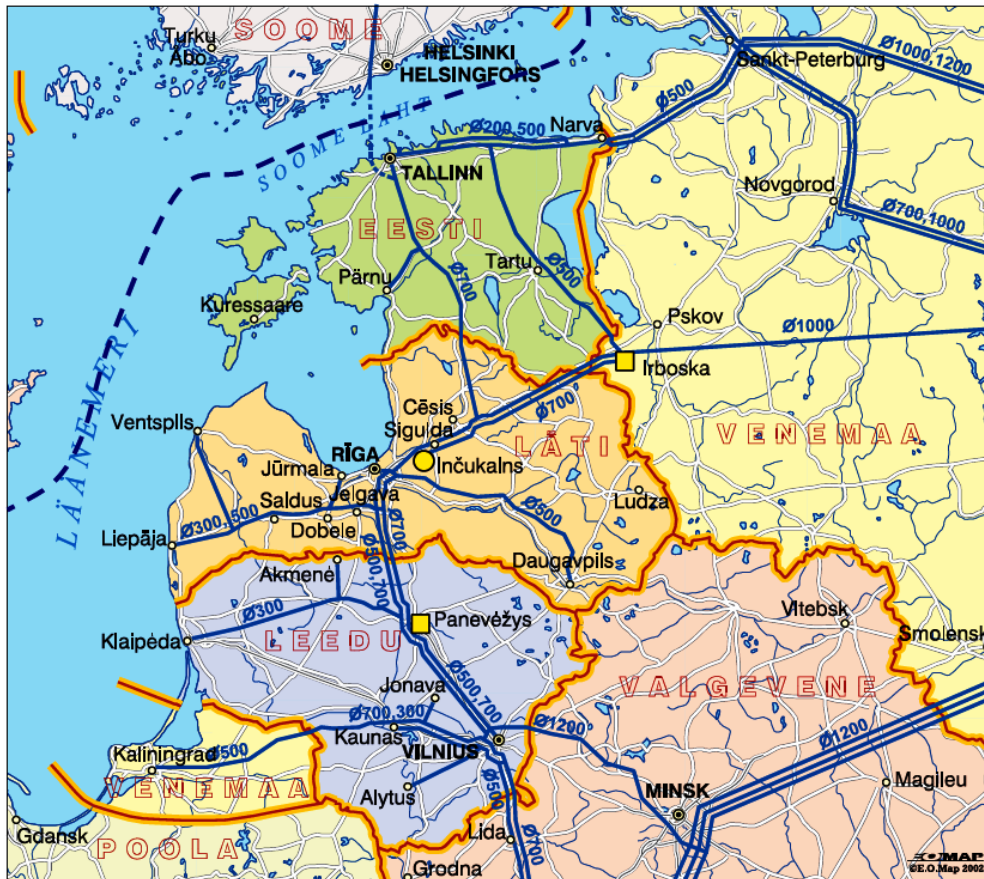 SOOME
Turku
Åbo
HELSINKI
HELSINGFORS
Sankt-Peterburg
Ø1000,1200
Ø500
SOOME LAHT
Ø200,500
Narva
TALLINN
Novgorod
Ø700,1000
EESTI
Tartu
Ø500
Pärnu
Ø700
Kuressaare
Pskov
Ø1000
Irboska
LÄÄNEMERI
Cēsis
Ø700
Ventspils
Sigulda
LÄTI
VENEMAA
RĪGA
Inčukalns
Jūrmala
Jelgava
Saldus
Ludza
Ø300,500
Dobele
Ø700
Ø500
Liepāja
Ø500,700
Daugavpils
Akmenė
Ø300
Panevėžys
Vitebsk
Klaipėda
LEEDU
Smolensk
VALGEVENE
Jonava
Ø500,700
Ø700,300
Ø1200
Kaunas
VILNIUS
Ø1200
Kaliningrad
Ø500
VENEMAA
Alytus
Ø500
MINSK
Magileu
Gdansk
POOLA
Lida
Ø700
Grodna
E.O.MAP
©E.O.Map 2002